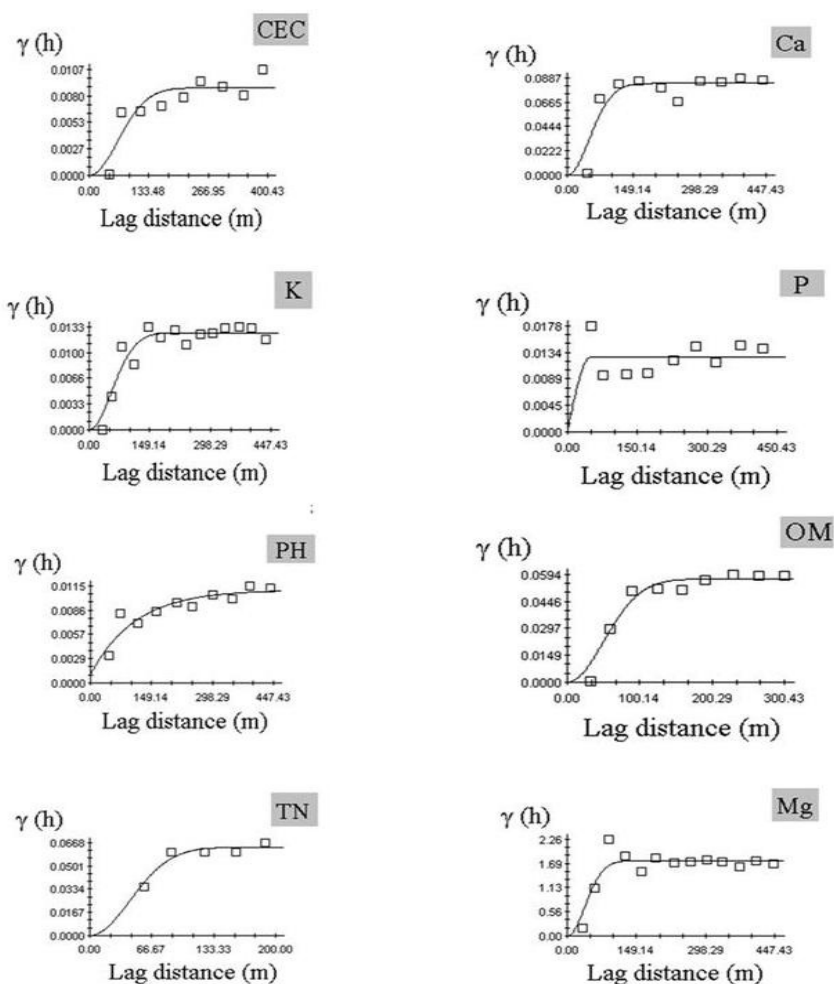 CEC
γ (h)
0.0107
0.0080
0.0053
0.0027
0.0000
0.00 133.48 266.95 400.43
Lag distance (m)
Ca
γ (h)
0.0887
0.0665
0.0444
0.0222
0.0000
0.00 149.14 298.29 447.43
Lag distance (m)
K
γ (h)
0.0133
0.0100
0.0066
0.0033
0.0000
0.00 149.14 298.29 447.43
Lag distance (m)
P
γ (h)
0.0178
0.0134
0.0089
0.0045
0.0000
0.00 150.14 300.29 450.43
Lag distance (m)
;
PH
γ (h)
0.0115
0.0086
0.0057
0.0029
0.0000
0.00 149.14 298.29 447.43
Lag distance (m)
OM
γ (h)
0.0594
0.0446
0.0297
0.0149
0.0000
0.00 100.14 200.29 300.43
Lag distance (m)
TN
γ (h)
0.0668
0.0501
0.0334
0.0167
0.0000
0.00 66.67 133.33 200.00
Lag distance (m)
Mg
γ (h)
2.26
1.69
1.13
0.56
0.00
0.00 149.14 298.29 447.43
Lag distance (m)